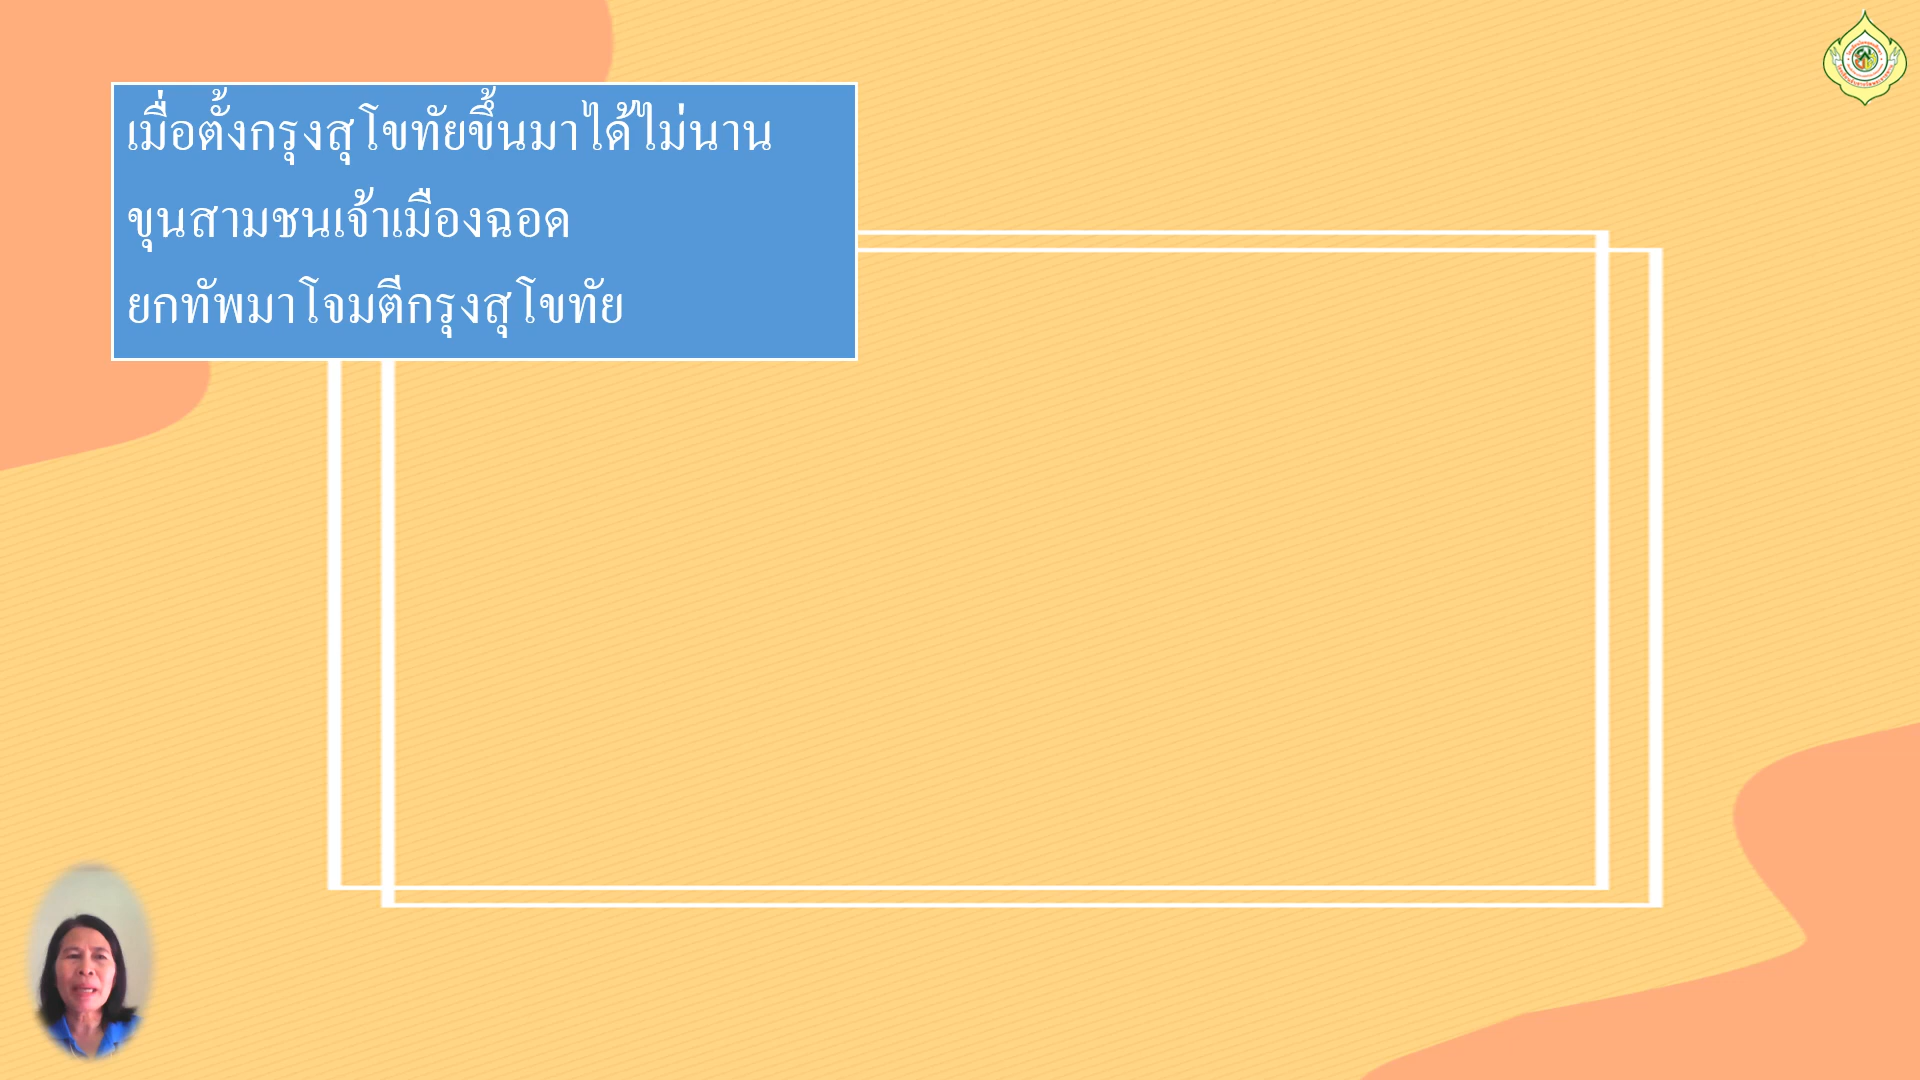 เมื่อตั้งกรุงสุโขทัยขึ้นมาได้ไม่นาน
ขุนสามชนเจ้าเมืองฉอด
ยกทัพมาโจมตีกรุงสุโขทัย